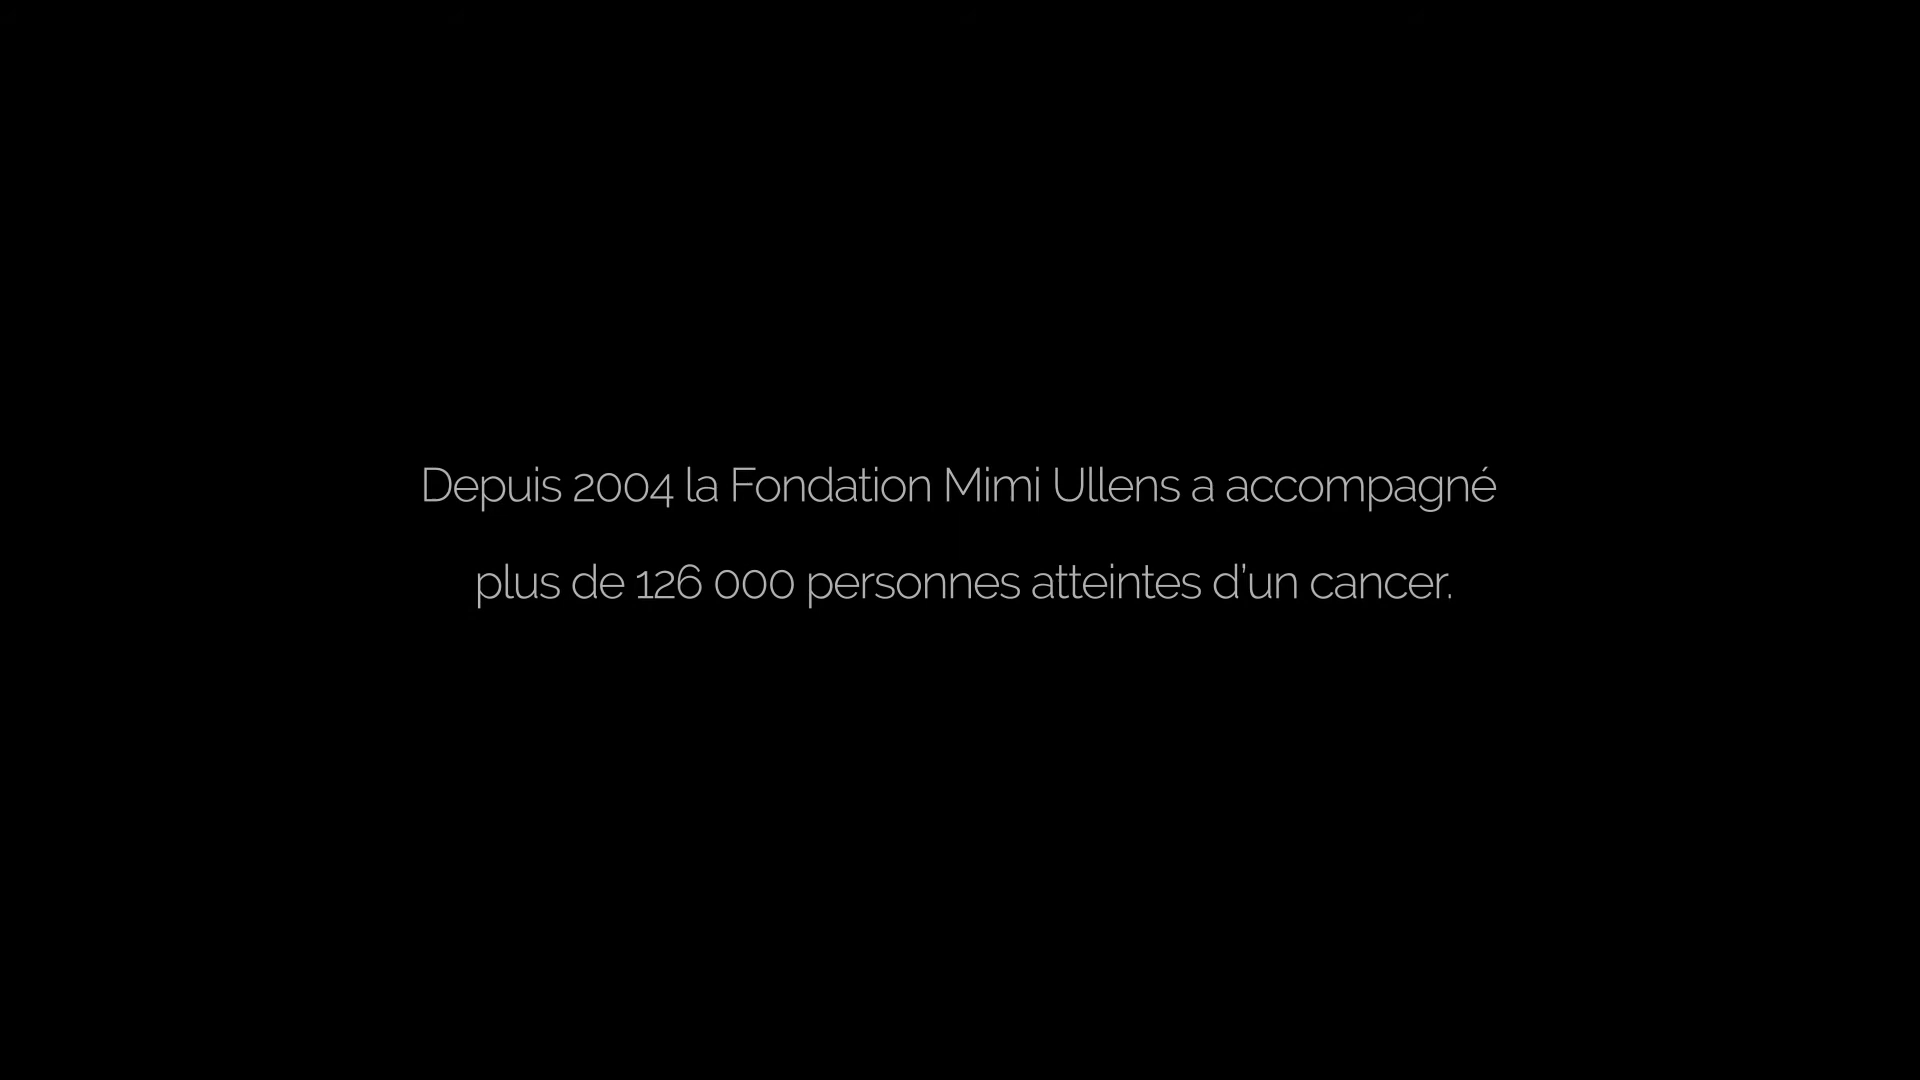 Depuis 2004 la Fondation Mimi Ullens a accompagné
plus de 126 000 personnes atteintes d’un cancer.